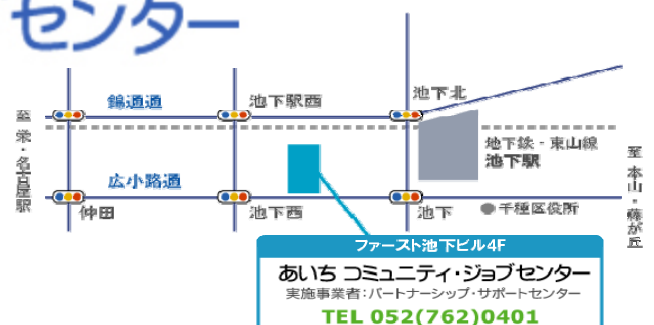 センター
錦通通
池下駅西
池下北
至 栄・名古屋駅
地下鉄・東山線
池下駅
至 本山・藤が丘
広小路通
仲田
池下西
池下
千種区役所
ファースト池下ビル4F
あいち コミュニティ・ジョブセンター
実施事業者:パートナーシップ・サポートセンター
TEL 052(762)0401